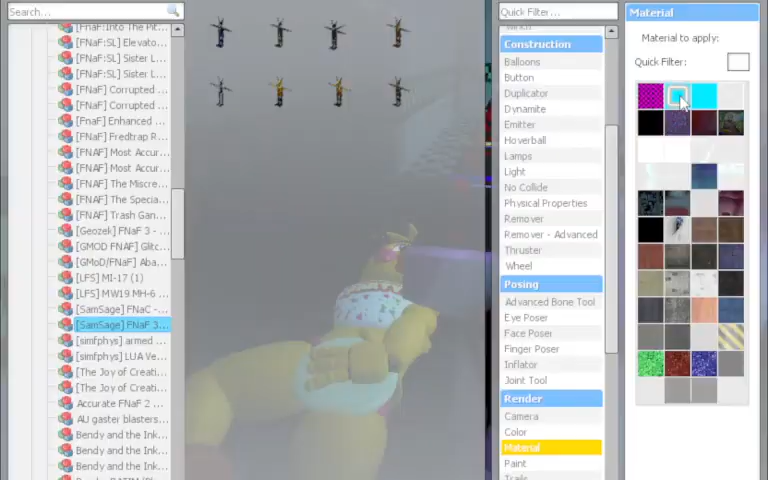 Search...
[FNaF:Into The Pit...
[FNaF:SL] Elevato...
[FNaF:SL] Sister L...
[FNaF:SL] Sister L...
[FNaF] Corrupted ...
[FNaF] Corrupted ...
[FnaF] Enhanced ...
[FNAF] Fredtrap R...
[FNAF] Most Accur...
[FNAF] Most Accur...
[FNAF] The Miscre...
[FNAF] The Specia...
[FNAF] Trash Gan...
[Geozek] FNaF 3 - ...
[GMOD FNAF] Glitc...
[GMoD/FNaF] Aba...
[LFS] MI-17 (1)
[LFS] MW19 MH-6 ...
[SamSage] FNaC -...
[SamSage] FNaF 3...
[simfphys] armed ...
[simfphys] LUA Ve...
[The Joy of Creati...
[The Joy of Creati...
Accurate FNAF 2 ...
AU gaster blasters...
Bendy and the Ink...
Bendy and the Ink...
Bendy and the Ink...
Quick Filter...
Winch
Construction
Balloons
Button
Duplicator
Dynamite
Emitter
Hoverball
Lamps
Light
No Collide
Physical Properties
Remover
Remover - Advanced
Thruster
Wheel
Posing
Advanced Bone Tool
Eye Poser
Face Poser
Finger Poser
Inflator
Joint Tool
Render
Camera
Color
Material
Paint
Trails
Material
Material to apply:
Quick Filter: